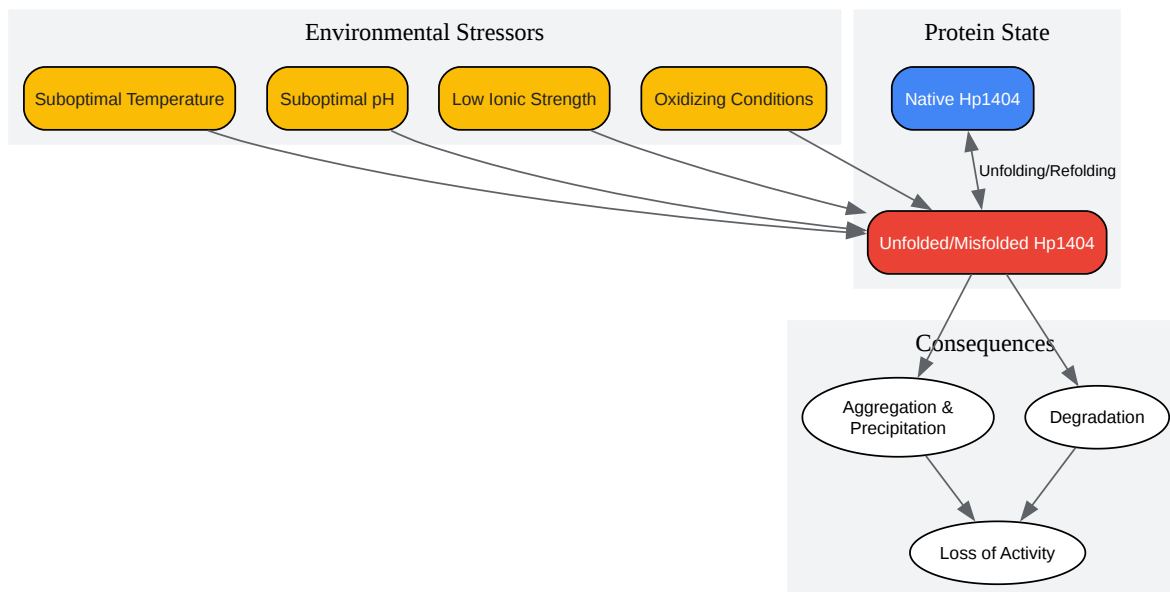 Environmental Stressors
Suboptimal Temperature
Suboptimal pH
Low Ionic Strength
Oxidizing Conditions
Protein State
Native Hp1404
Unfolding/Refolding
Unfolded/Misfolded Hp1404
Consequences
Aggregation &
Precipitation
Degradation
Loss of Activity